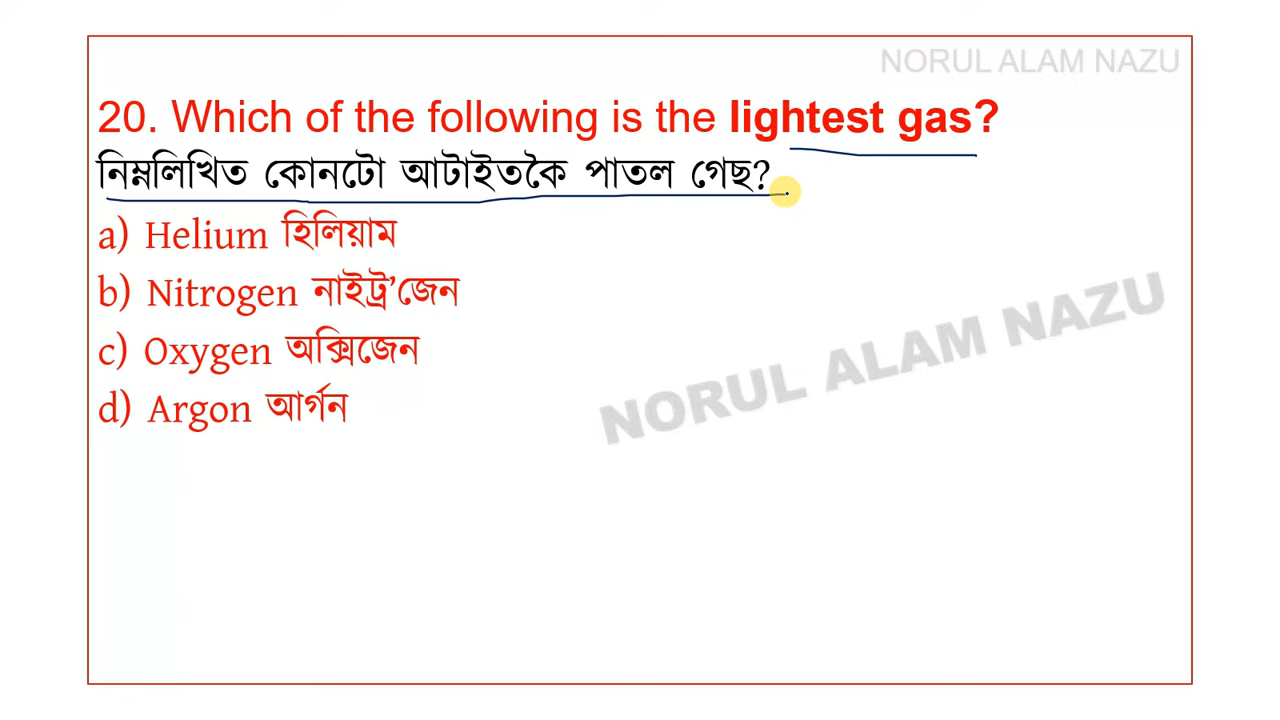 NORUL ALAM NAZU
20. Which of the following is the lightest gas?
নিম্নলিখিত কোনটো আটাইতকৈ পাতল গেছ?
a) Helium হিলিয়াম
b) Nitrogen নাইট্ৰ’জেন
c) Oxygen অক্সিজেন
d) Argon আৰ্গন
NORUL ALAM NAZU